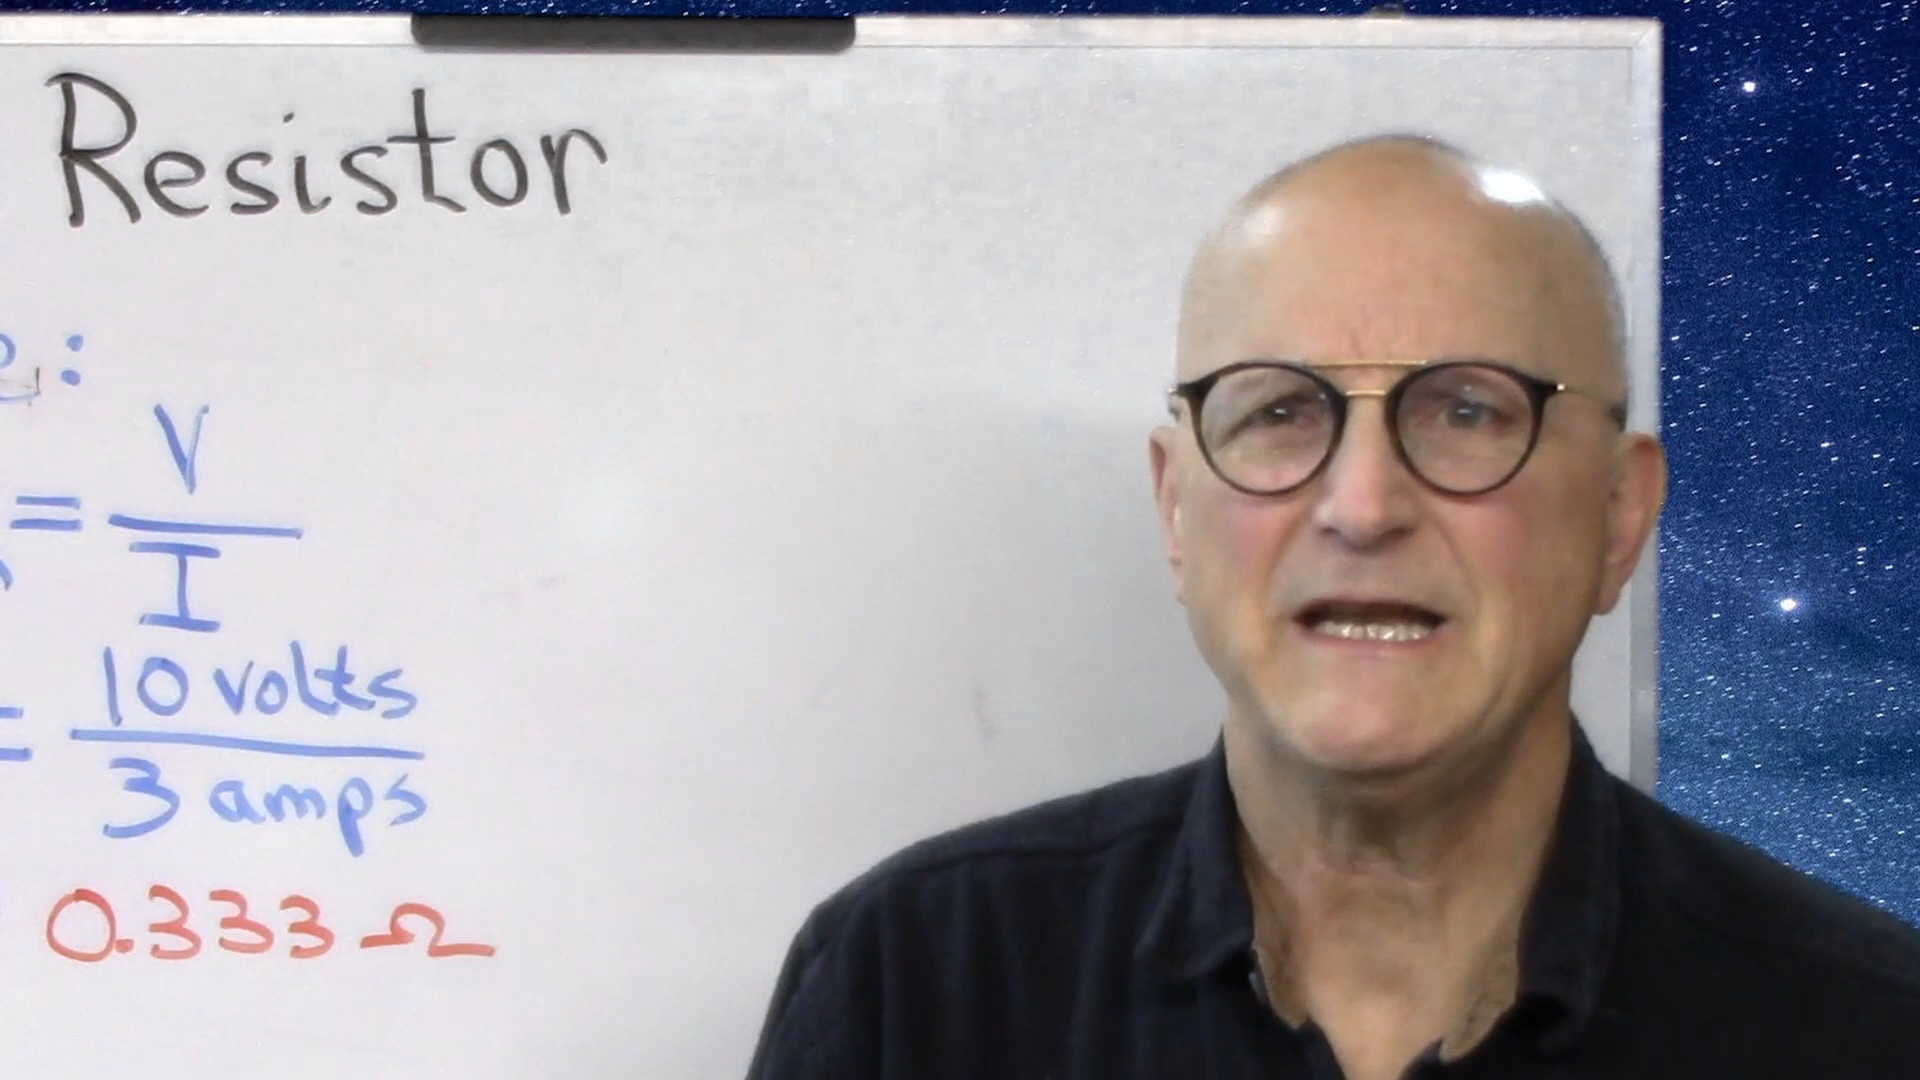 Resistor
e:
= V
I
= 10 volts
3 amps
0.333 Ω